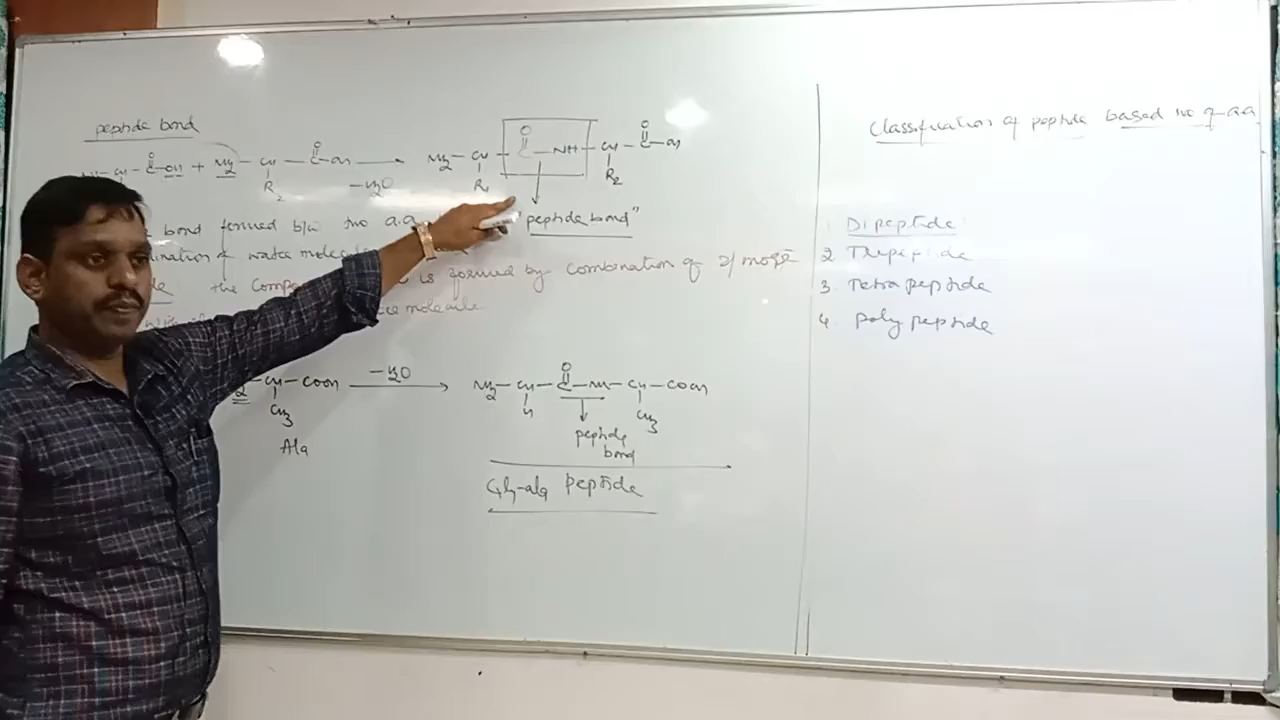 peptide bond
O O
NH2 - CH - C - NH - CH - C - OH
- CH - C - OH + NH2 - CH - C - OH → - H2O
R2 R1 R2
"peptide bond"
bond formed b/w two a.a
of water molecule
the is formed by combination of 2/ more
molecule
Classification of peptide based no of a.a
1. Dipeptide
2 Tripeptide
3. Tetra peptide
4. poly peptide
- CH - COOH - H2O → NH2 - CH - C - NH - CH - COOH
O
CH3 H CH3
Ala
peptide
bond
Gly-ala peptide